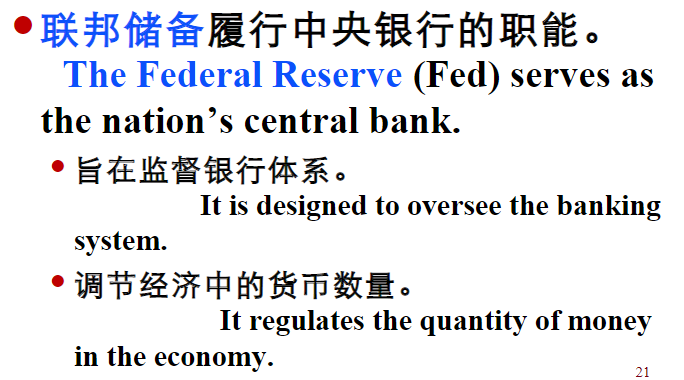 •联邦储备履行中央银行的职能。
The Federal Reserve (Fed) serves as
the nation’s central bank.
•旨在监督银行体系。
It is designed to oversee the banking
system.
•调节经济中的货币数量。
It regulates the quantity of money
in the economy.
21